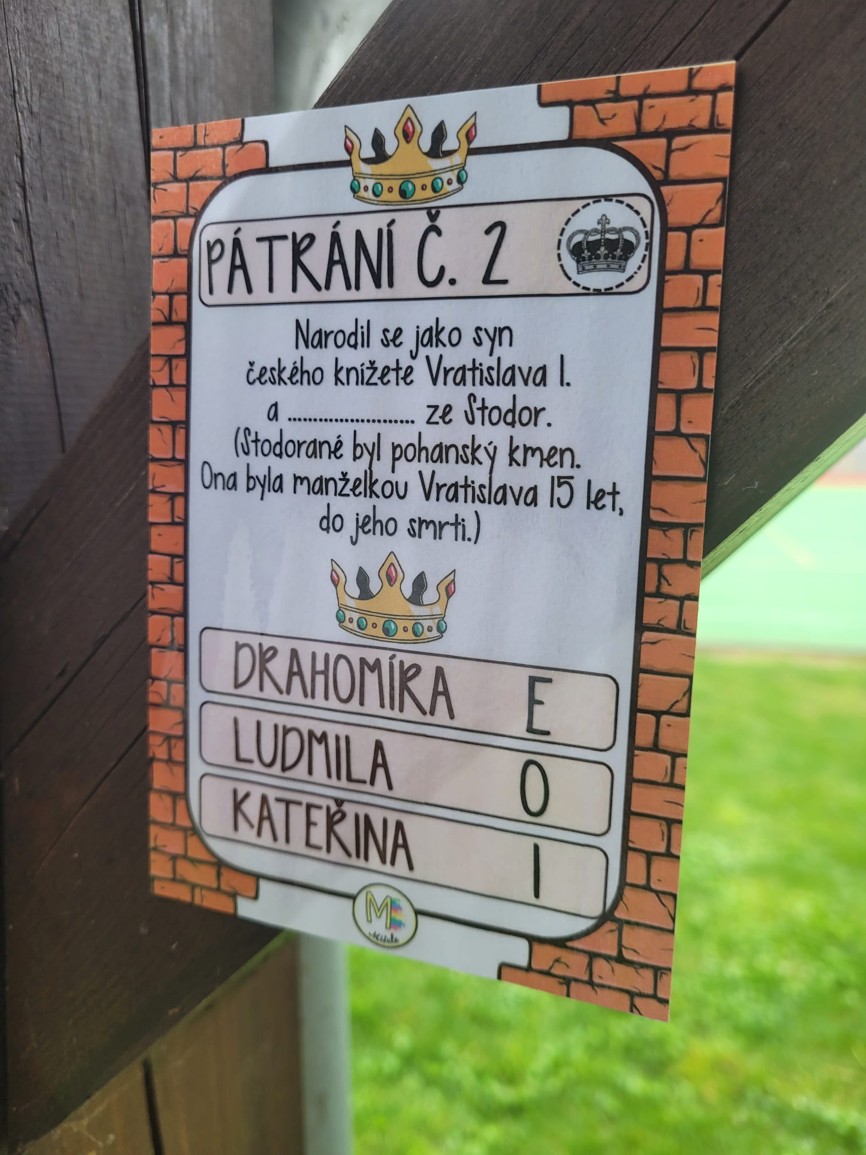 PÁTRÁNÍ Č. 2
Narodil se jako syn
českého knížete Vratislava I.
a ........................ ze Stodor.
(Stodorané byl pohanský kmen.
Ona byla manželkou Vratislava 15 let,
do jeho smrti.)
DRAHOMÍRA E
LUDMILA O
KATEŘINA I
ME